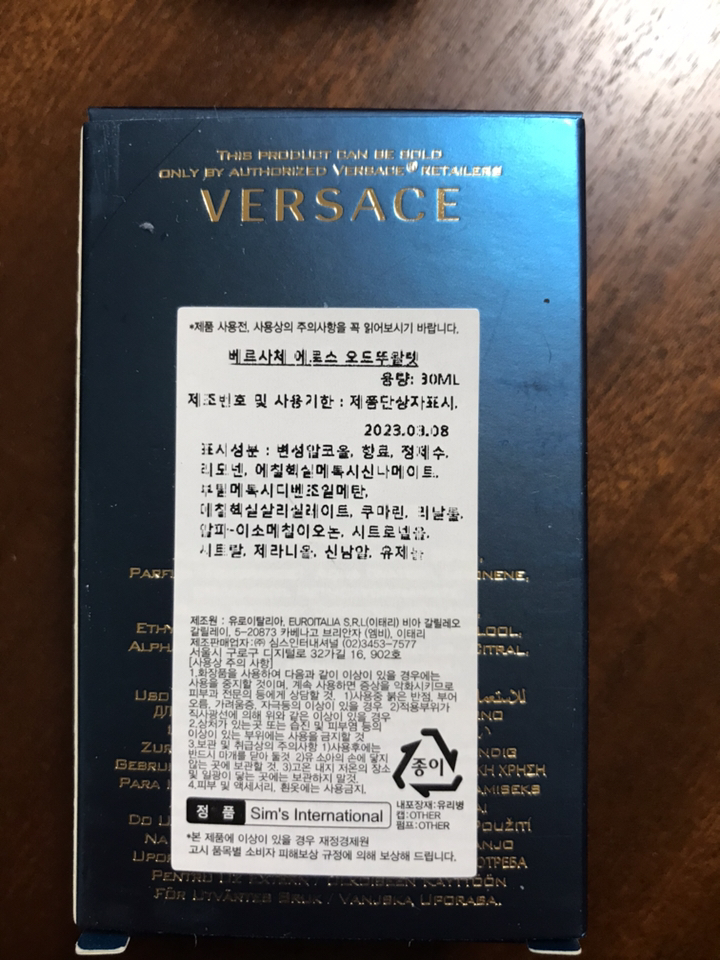 THIS PRODUCT CAN BE SOLD
ONLY BY AUTHORIZED VERSACE RETAILERS
VERSACE
*제품 사용전, 사용상의 주의사항을 꼭 읽어보시기 바랍니다.
베르사체 에로스 오드뚜왈렛
용량: 30ML
제조번호 및 사용기한 : 제품단상자표시.
2023.03.08
표시성분 : 변성알코올, 향료, 정제수,
리모넨, 에칠헥실메톡시신나메이트,
부틸메톡시디벤조일메탄,
에칠헥실살리실레이트, 쿠마린, 리날룰,
알파-이소메칠이오논, 시트로넬올,
시트랄, 제라니올, 신남알, 유제놀
제조원 : 유로이탈리아, EUROITALIA S.R.L(이태리) 비아 갈릴레오
갈릴레이, 5-20873 카베나고 브리안자 (엠비), 이태리
제조판매업자:㈜ 심스인터내셔널 (02)3453-7577
서울시 구로구 디지털로 32가길 16, 902호
[사용상 주의 사항]
1.화장품을 사용하여 다음과 같이 이상이 있을 경우에는
사용을 중지할 것이며, 계속 사용하면 증상을 악화시키므로
피부과 전문의 등에게 상담할 것. 1)사용중 붉은 반점, 부어
오름, 가려움증, 자극등의 이상이 있을 경우 2)적용부위가
직사광선에 의해 위와 같은 이상이 있을 경우
2.상처가 있는곳 또는 습진 및 피부염 등의
이상이 있는 부위에는 사용을 금지할 것
3.보관 및 취급상의 주의사항 1)사용후에는
반드시 마개를 닫아 둘것 2)유 소아의 손에 닿지
않는 곳에 보관할 것. 3)고온 내지 저온의 장소
및 일광이 닿는 곳에는 보관하지 말것.
4.피부 및 액세서리, 흰옷에는 사용금지.
종이
정 품 Sim's International
내포장재:유리병
캡:OTHER
펌프:OTHER
*본 제품에 이상이 있을 경우 재정경제원
고시 품목별 소비자 피해보상 규정에 의해 보상해 드립니다.
FÖR UTVÄRTES BRUK / VANJSKA UPORABA.